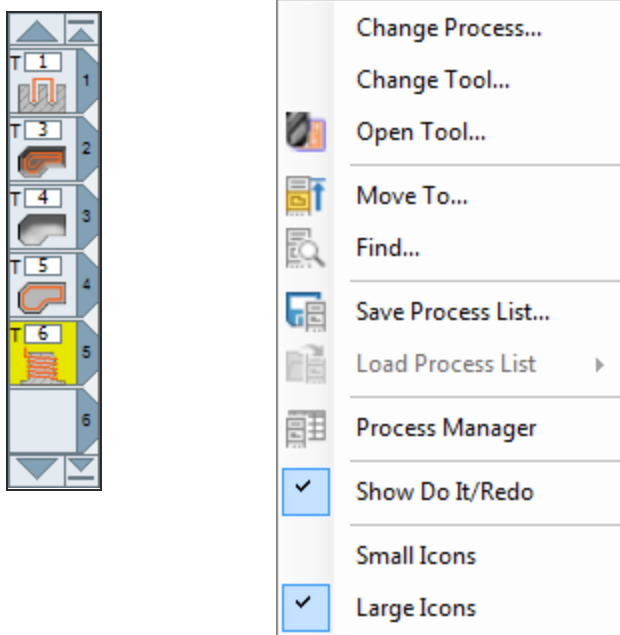 T 1
1
T 3
2
T 4
3
T 5
4
T 6
5
6
Change Process...
Change Tool...
Open Tool...
Move To...
Find...
Save Process List...
Load Process List
Process Manager
Show Do It/Redo
Small Icons
Large Icons